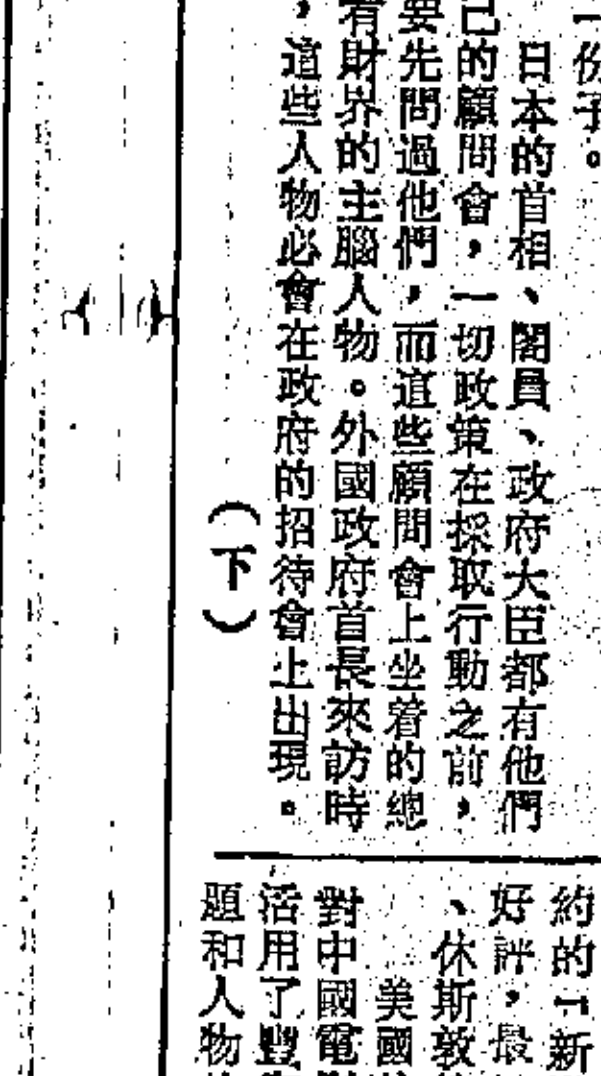 一份子。
日本的首相、閣員、政府大臣都有他們
己的顧問會，一切政策在採取行動之前，
要先問過他們，而這些顧問會上坐着的總
有財界的主腦人物。外國政府首長來訪時
，這些人物必會在政府的招待會上出現。
（下）
約的「新
好評，最
、休斯敦
美國
對中國電
活用了豐
題和人物